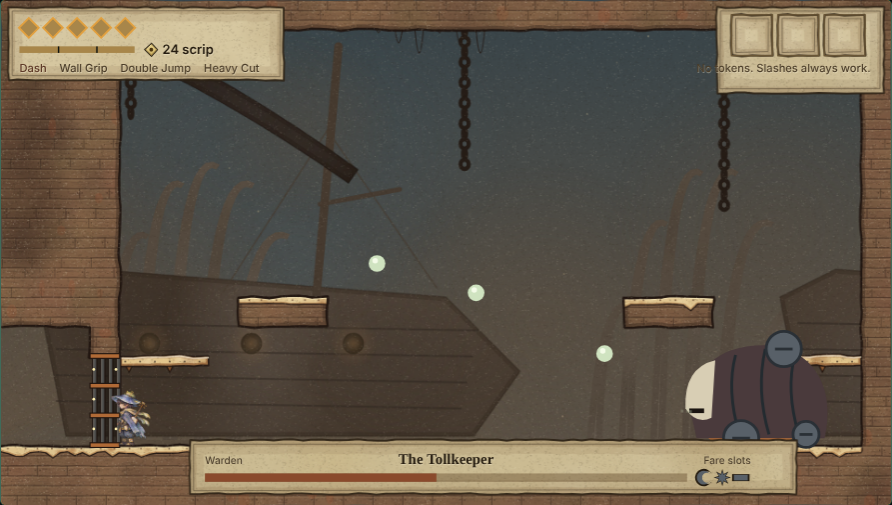 24 scrip
Dash Wall Grip Double Jump Heavy Cut
No tokens. Slashes always work.
Warden
The Tollkeeper
Fare slots